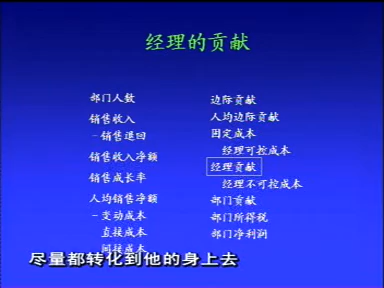 经理的贡献
部门人数
销售收入
-销售退回
销售收入净额
销售成长率
人均销售净额
-变动成本
直接成本
间接成本
边际贡献
人均边际贡献
固定成本
经理可控成本
经理贡献
经理不可控成本
部门贡献
部门所得税
部门净利润
尽量都转化到他的身上去